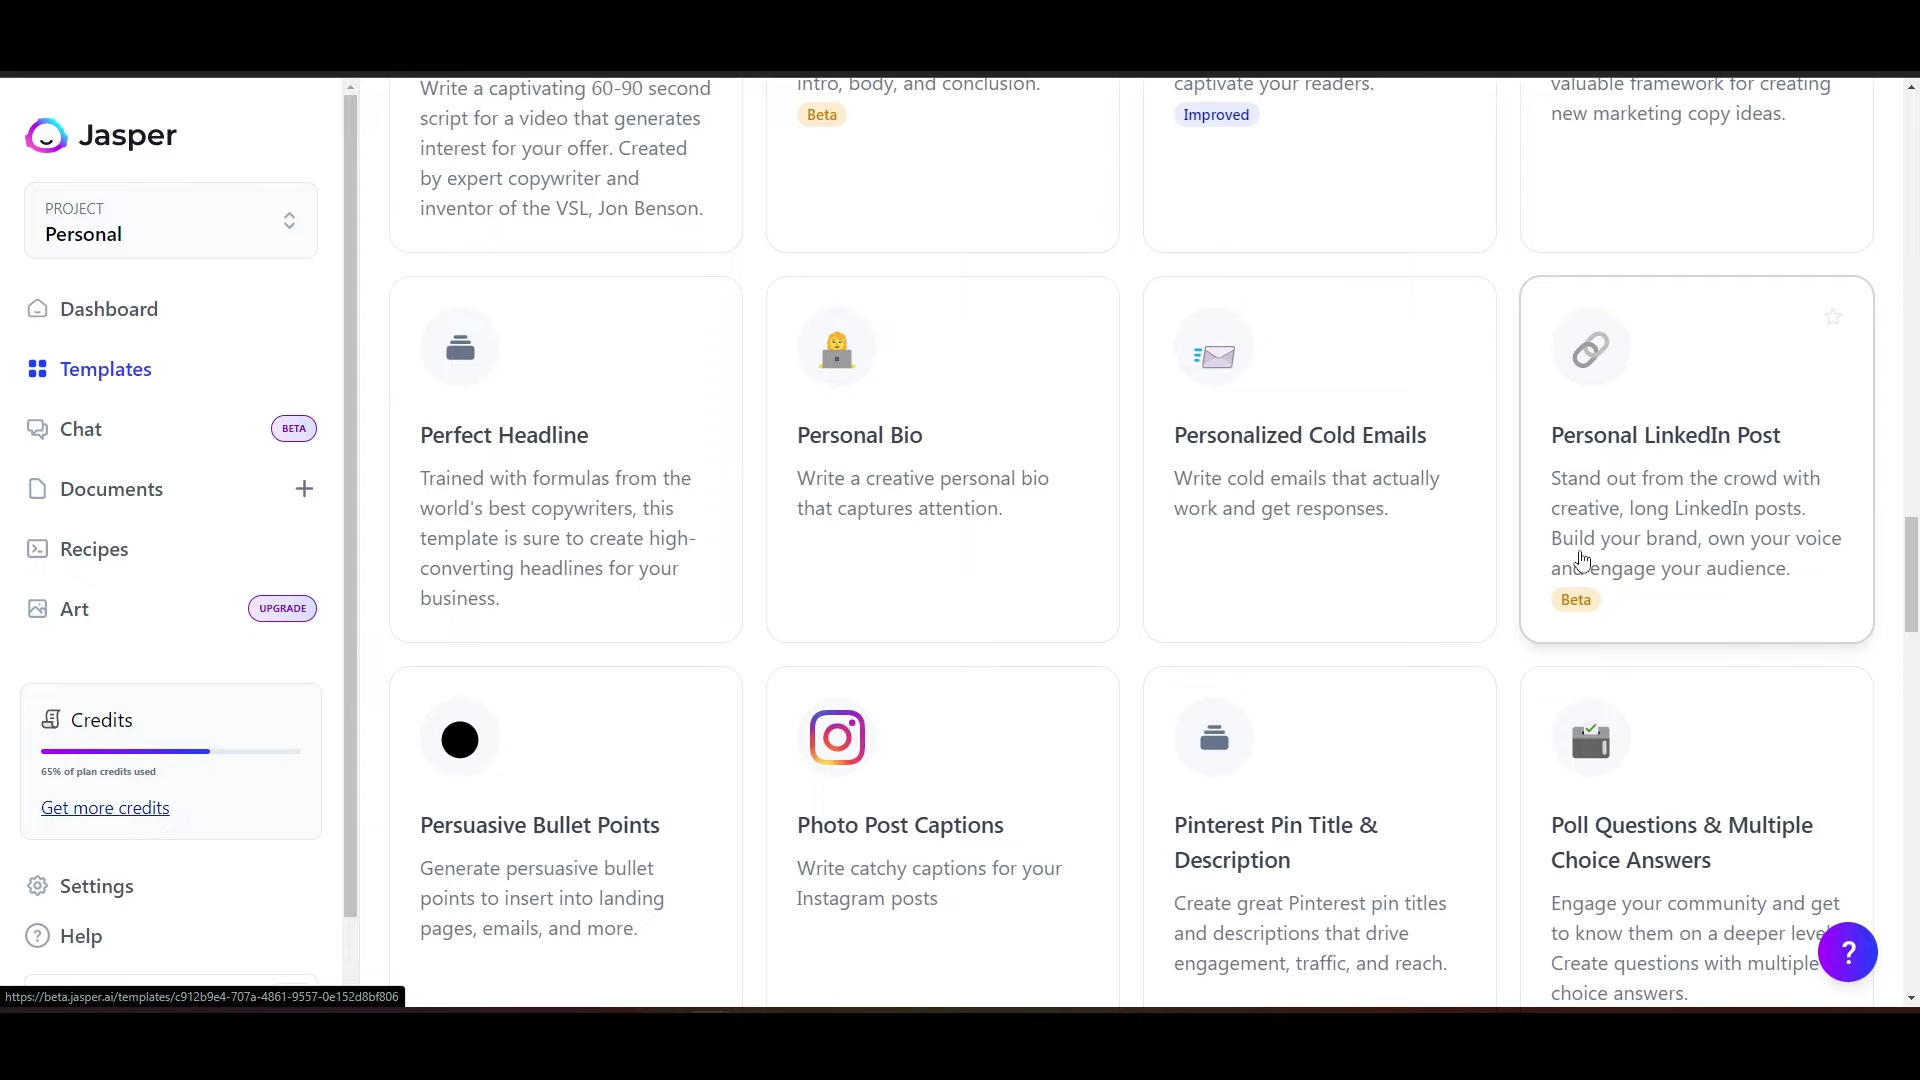 Jasper
PROJECT
Personal
Dashboard
Templates
Chat
BETA
Documents
Recipes
Art
UPGRADE
Credits
65% of plan credits used
Get more credits
Settings
? Help
https://beta.jasper.ai/templates/c912b9e4-707a-4861-9557-0e152d8bf806
Write a captivating 60-90 second
script for a video that generates
interest for your offer. Created
by expert copywriter and
inventor of the VSL, Jon Benson.
intro, body, and conclusion.
Beta
captivate your readers.
Improved
valuable framework for creating
new marketing copy ideas.
Perfect Headline
Trained with formulas from the
world's best copywriters, this
template is sure to create high-
converting headlines for your
business.
Personal Bio
Write a creative personal bio
that captures attention.
Personalized Cold Emails
Write cold emails that actually
work and get responses.
Personal LinkedIn Post
Stand out from the crowd with
creative, long LinkedIn posts.
Build your brand, own your voice
and engage your audience.
Beta
Persuasive Bullet Points
Generate persuasive bullet
points to insert into landing
pages, emails, and more.
Photo Post Captions
Write catchy captions for your
Instagram posts
Pinterest Pin Title &
Description
Create great Pinterest pin titles
and descriptions that drive
engagement, traffic, and reach.
Poll Questions & Multiple
Choice Answers
Engage your community and get
to know them on a deeper level
Create questions with multiple
choice answers.
?